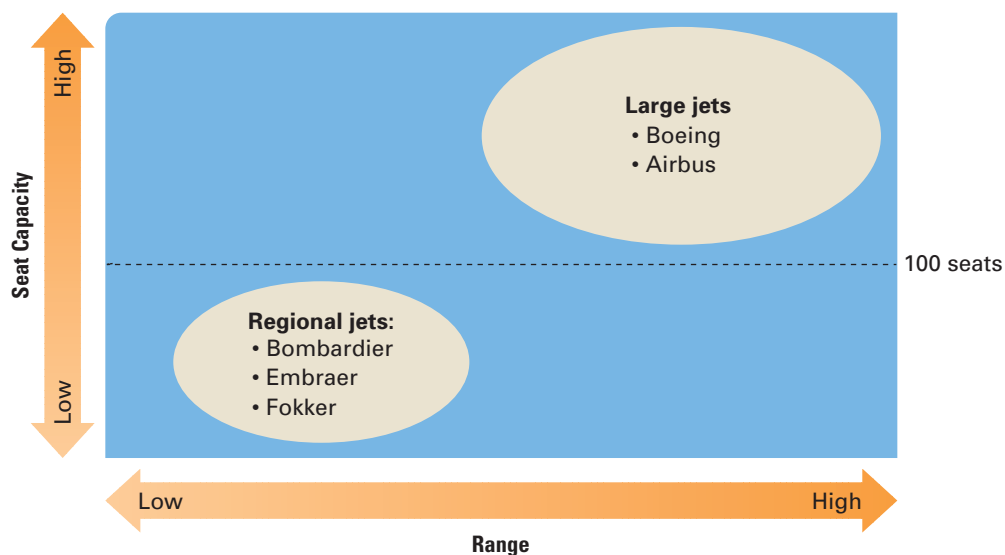 High
Seat Capacity
Low
Large jets
• Boeing
• Airbus
100 seats
Regional jets:
• Bombardier
• Embraer
• Fokker
Low
High
Range